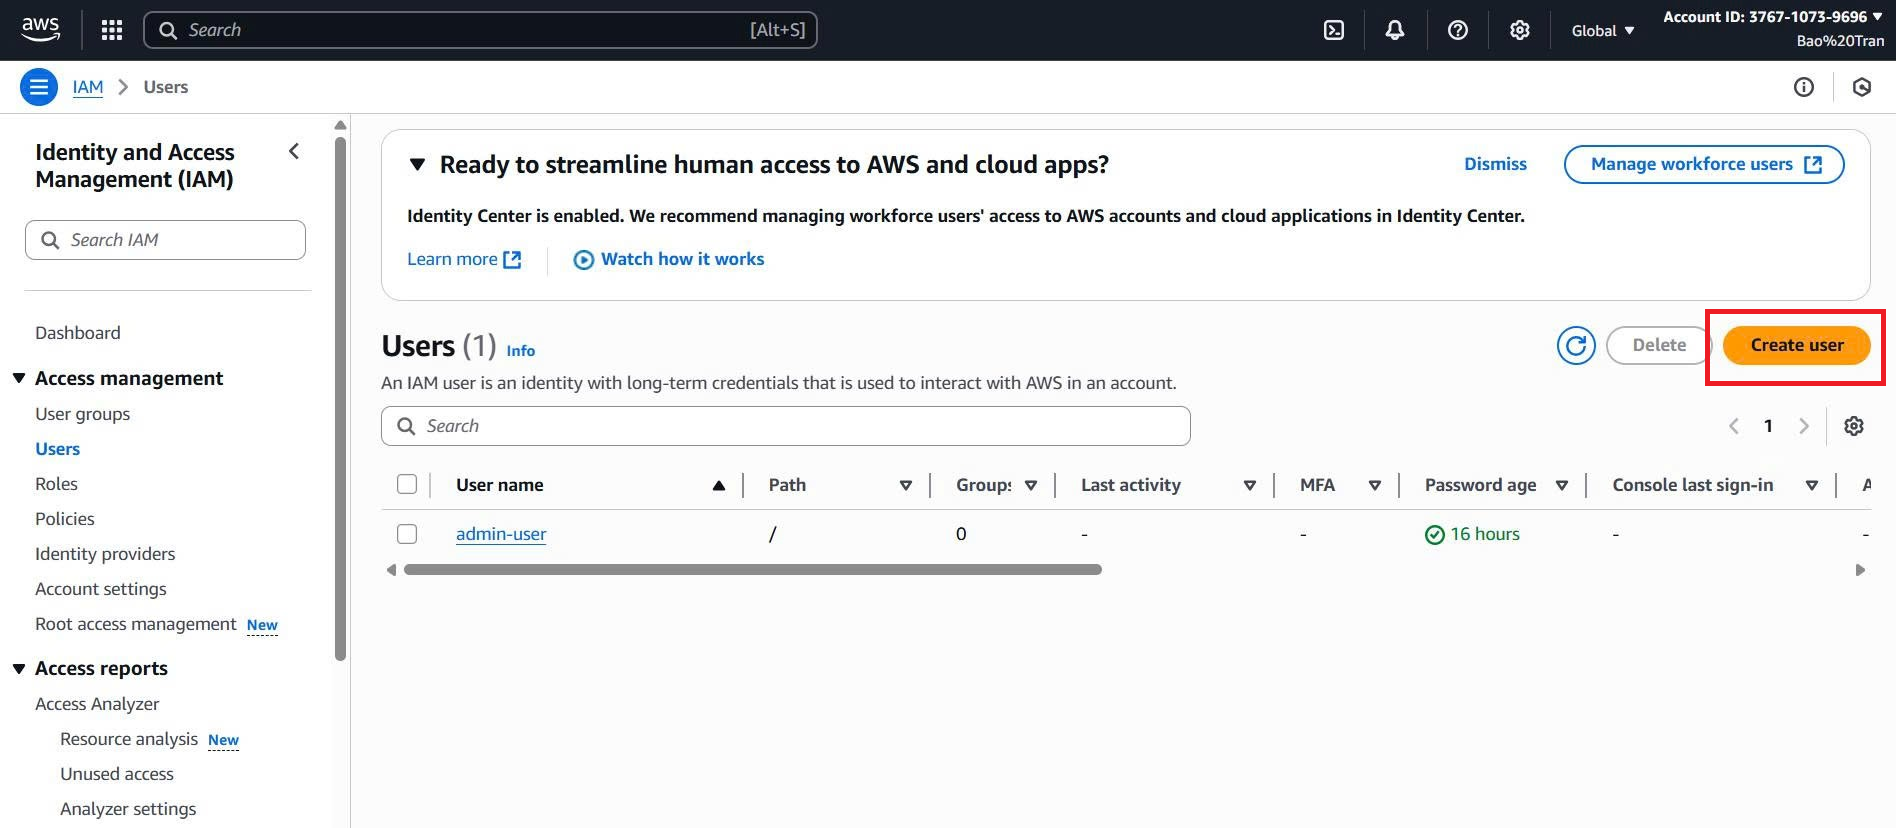 aws
Search [Alt+S]
Global
Account ID: 3767-1073-9696
Bao%20Tran
IAM > Users
Identity and Access
Management (IAM)
Search IAM
Dashboard
Access management
User groups
Users
Roles
Policies
Identity providers
Account settings
Root access management New
Access reports
Access Analyzer
Resource analysis New
Unused access
Analyzer settings
Ready to streamline human access to AWS and cloud apps?
Dismiss
Manage workforce users
Identity Center is enabled. We recommend managing workforce users' access to AWS accounts and cloud applications in Identity Center.
Learn more
Watch how it works
Users (1) Info
Delete
Create user
An IAM user is an identity with long-term credentials that is used to interact with AWS in an account.
Search
1
User name Path Groups Last activity MFA Password age Console last sign-in
admin-user / 0 - - 16 hours - -